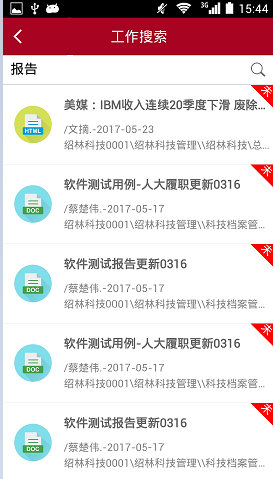 3G
15:44
工作搜索
报告
美媒：IBM收入连续20季度下滑 废除…
HTML
/文摘.-2017-05-23
绍林科技0001\绍林科技管理\\绍林科技\总…
软件测试用例-人大履职更新0316
DOC
/蔡楚伟.-2017-05-17
绍林科技0001\绍林科技管理\\科技档案管…
软件测试报告更新0316
DOC
/蔡楚伟.-2017-05-17
绍林科技0001\绍林科技管理\\科技档案管…
软件测试用例-人大履职更新0316
DOC
/蔡楚伟.-2017-05-17
绍林科技0001\绍林科技管理\\科技档案管…
软件测试报告更新0316
DOC
/蔡楚伟.-2017-05-17
绍林科技0001\绍林科技管理\\科技档案管…